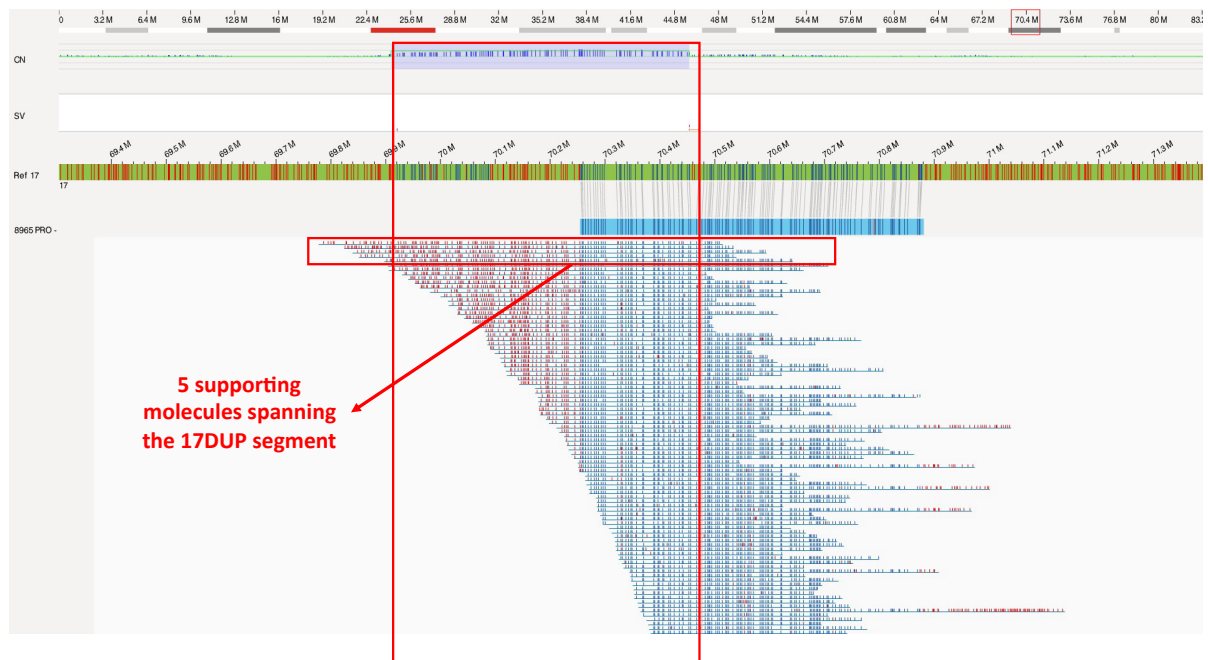 0 3.2 M 6.4 M 9.6 M 12.8 M 16 M 19.2 M 22.4 M 25.6 M 28.8 M 32 M 35.2 M 38.4 M 41.6 M 44.8 M 48 M 51.2 M 54.4 M 57.6 M 60.8 M 64 M 67.2 M 70.4 M 73.6 M 76.8 M 80 M 83.2
CN
SV
69.4 M 69.5 M 69.6 M 69.7 M 69.8 M 69.9 M 70 M 70.1 M 70.2 M 70.3 M 70.4 M 70.5 M 70.6 M 70.7 M 70.8 M 70.9 M 71 M 71.1 M 71.2 M 71.3 M
Ref 17
17
8965 PRO -
5 supporting
molecules spanning
the 17DUP segment